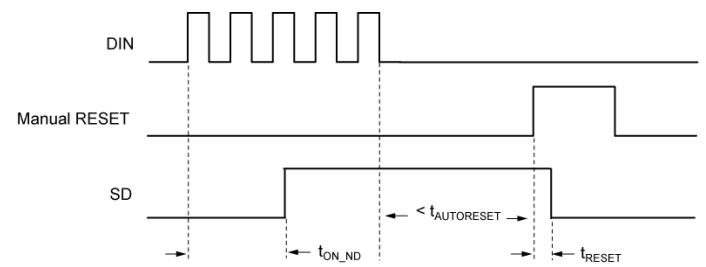 DIN
Manual RESET
SD
< tAUTORESET
tON_ND
tRESET